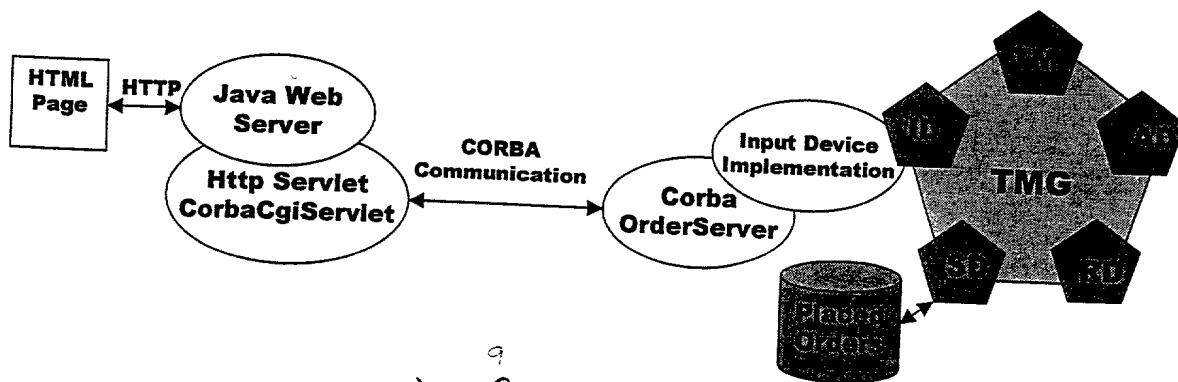 HTML
Page
HTTP
Java Web
Server
Http Servlet
CorbaCgiServlet
CORBA
Communication
Corba
OrderServer
Input Device
Implementation
TMG
RD
Placed
Orders